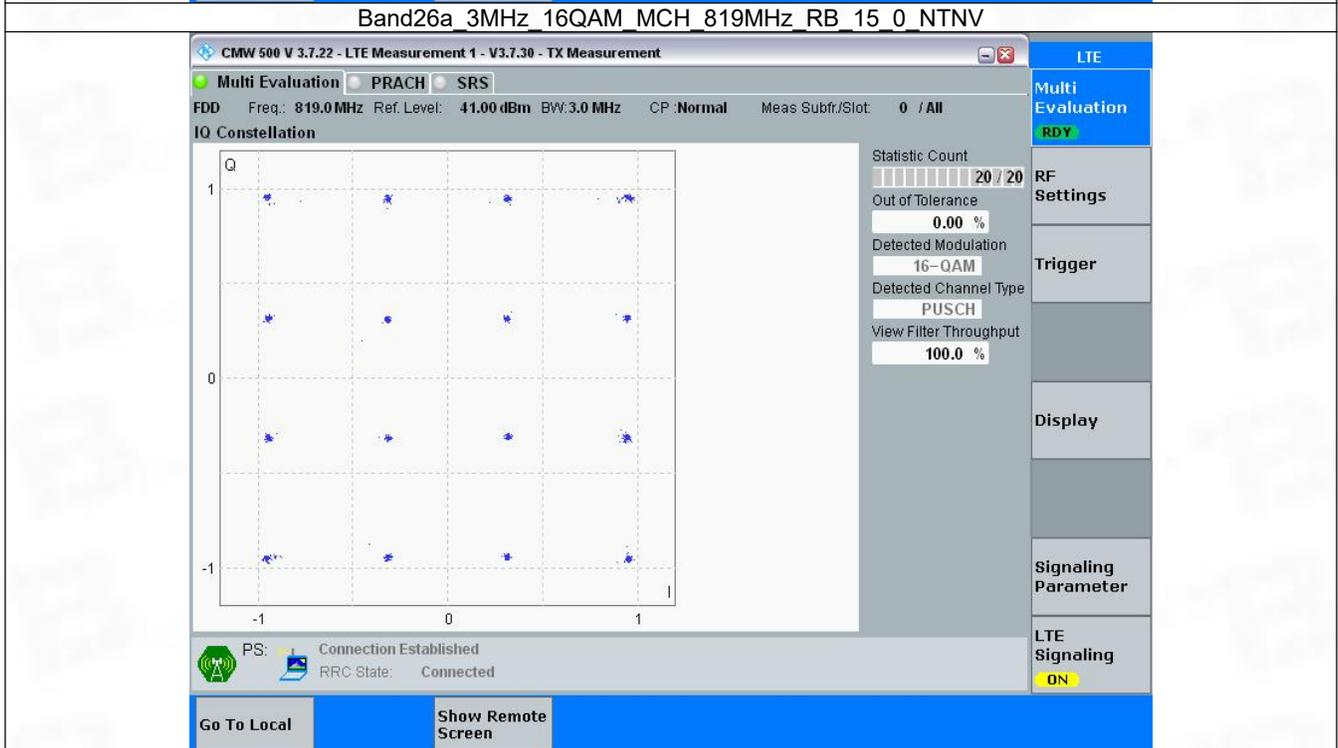 Band26a_3MHz_16QAM_MCH_819MHz_RB_15_0_NTNV
CMW 500 V 3.7.22 - LTE Measurement 1 - V3.7.30 - TX Measurement
LTE
Multi Evaluation PRACH SRS
FDD Freq.: 819.0 MHz Ref. Level: 41.00 dBm BW: 3.0 MHz CP : Normal Meas Subfr./Slot: 0 / All
IQ Constellation
Multi
Evaluation
RDY
Q
1
0
-1
I
-1 0 1
Statistic Count
20 / 20
Out of Tolerance
0.00 %
Detected Modulation
16-QAM
Detected Channel Type
PUSCH
View Filter Throughput
100.0 %
RF
Settings
Trigger
Display
Signaling
Parameter
LTE
Signaling
ON
PS: Connection Established
RRC State: Connected
Go To Local
Show Remote
Screen